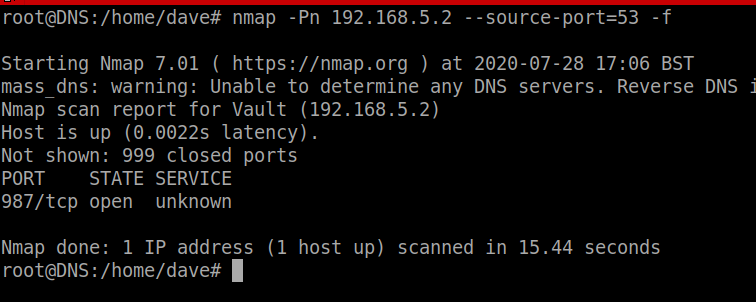 root@DNS:/home/dave# nmap -Pn 192.168.5.2 --source-port=53 -f
Starting Nmap 7.01 ( https://nmap.org ) at 2020-07-28 17:06 BST
mass_dns: warning: Unable to determine any DNS servers. Reverse DNS i
Nmap scan report for Vault (192.168.5.2)
Host is up (0.0022s latency).
Not shown: 999 closed ports
PORT    STATE SERVICE
987/tcp open  unknown
Nmap done: 1 IP address (1 host up) scanned in 15.44 seconds
root@DNS:/home/dave#